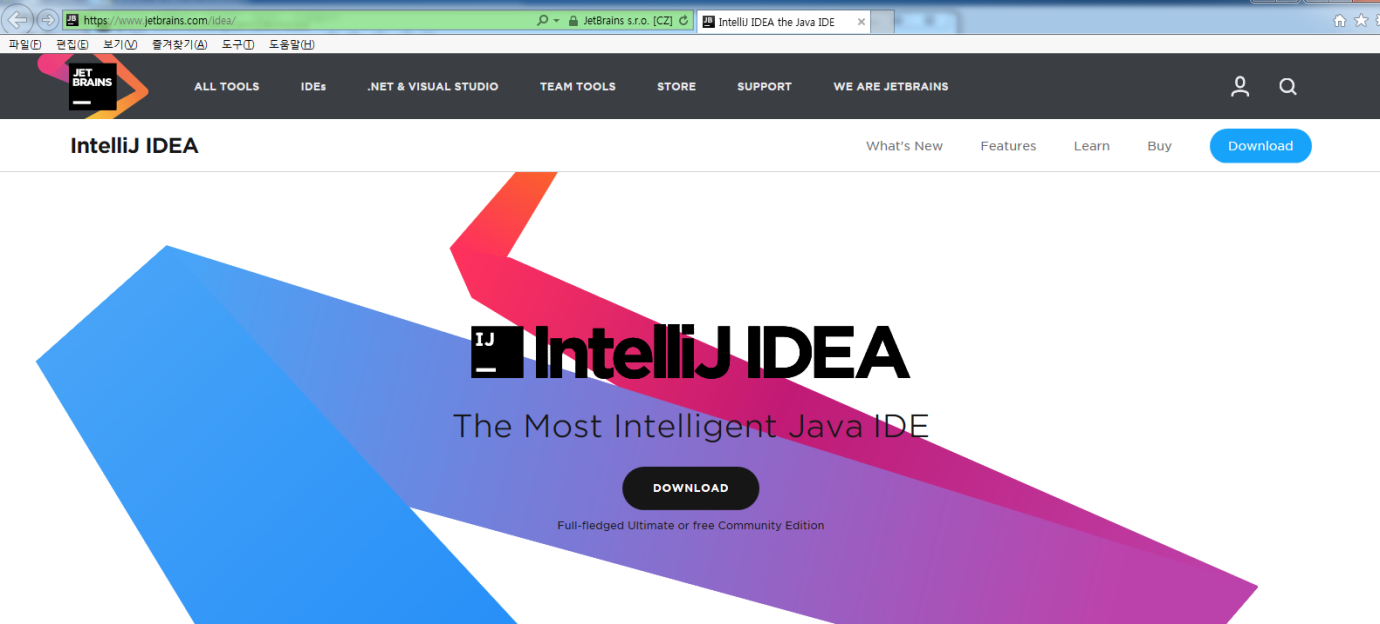 https://www.jetbrains.com/idea/
JetBrains s.r.o. [CZ]
IntelliJ IDEA the Java IDE
파일(F) 편집(E) 보기(V) 즐겨찾기(A) 도구(T) 도움말(H)
JET
BRAINS
ALL TOOLS IDEs .NET & VISUAL STUDIO TEAM TOOLS STORE SUPPORT WE ARE JETBRAINS
IntelliJ IDEA
What's New Features Learn Buy Download
IJ
IntelliJ IDEA
The Most Intelligent Java IDE
DOWNLOAD
Full-fledged Ultimate or free Community Edition